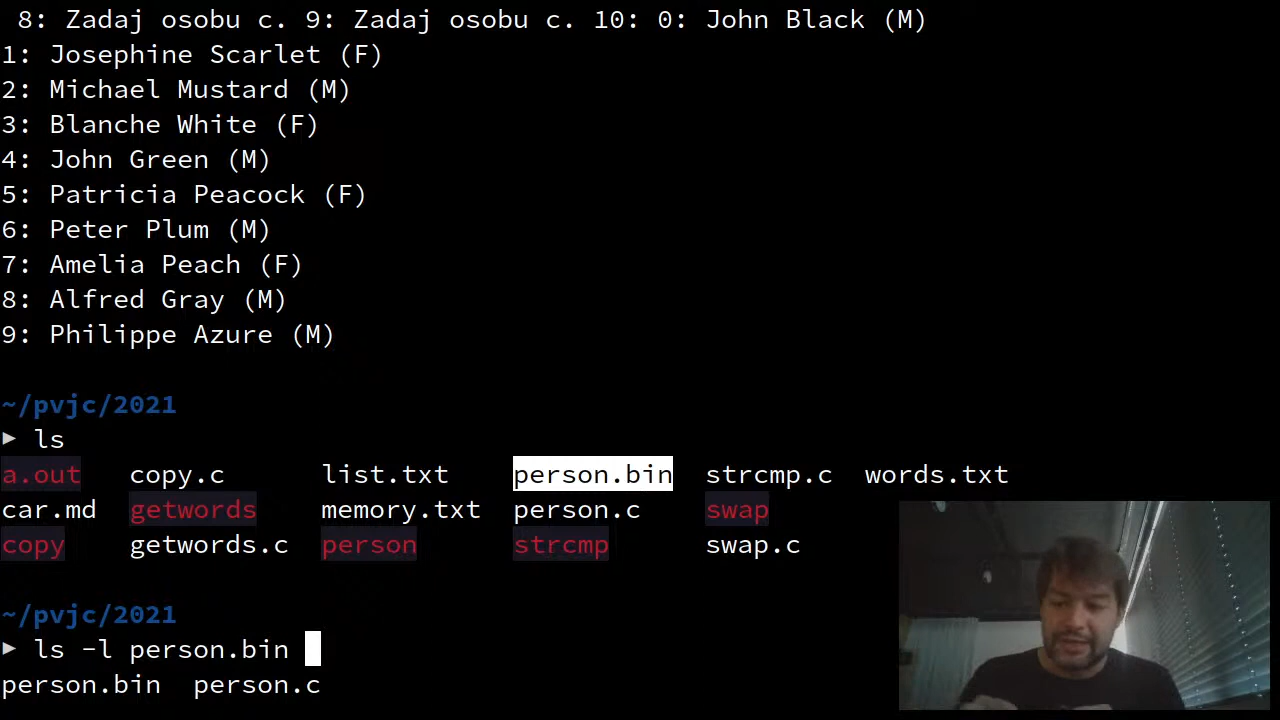 8: Zadaj osobu c. 9: Zadaj osobu c. 10: 0: John Black (M)
1: Josephine Scarlet (F)
2: Michael Mustard (M)
3: Blanche White (F)
4: John Green (M)
5: Patricia Peacock (F)
6: Peter Plum (M)
7: Amelia Peach (F)
8: Alfred Gray (M)
9: Philippe Azure (M)
~/pvjc/2021
▶ ls
a.out copy.c list.txt person.bin strcmp.c words.txt
car.md getwords memory.txt person.c swap
copy getwords.c person strcmp swap.c
~/pvjc/2021
▶ ls -l person.bin
person.bin person.c